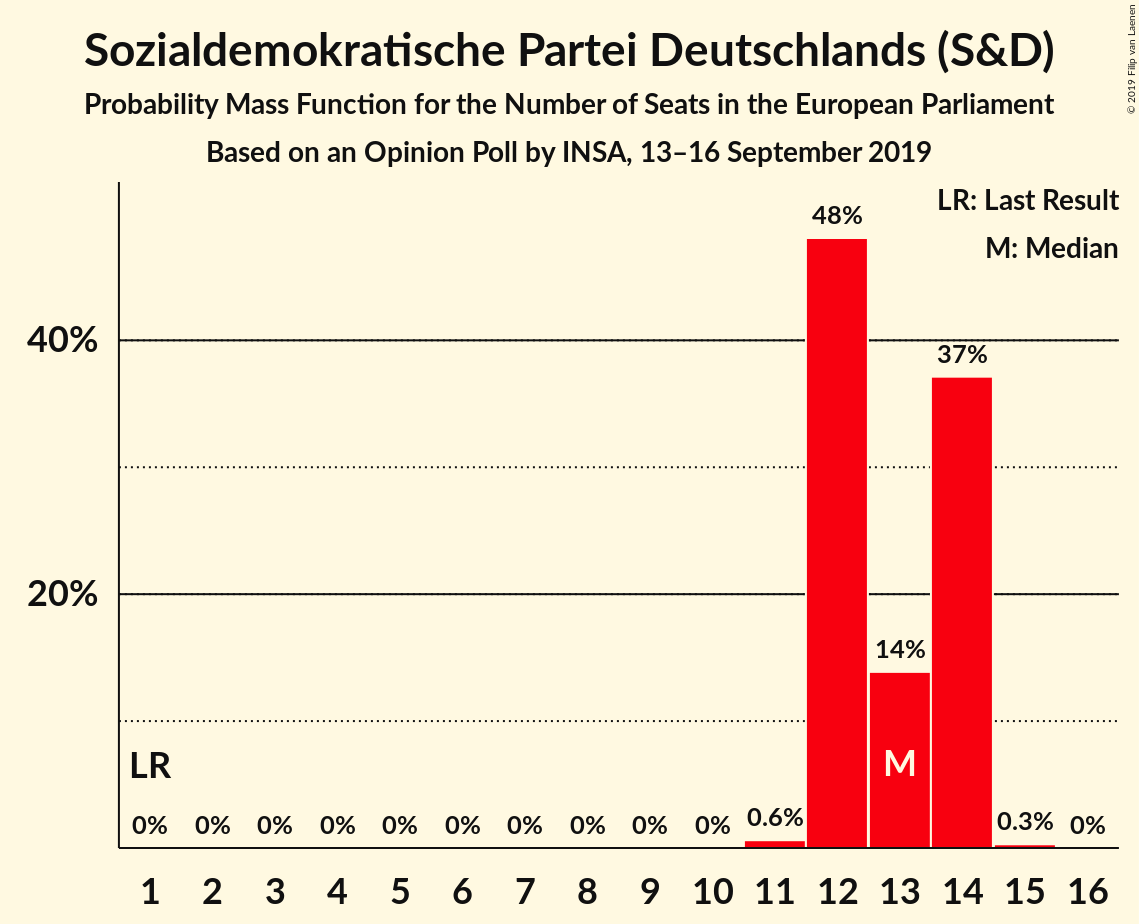 Sozialdemokratische Partei Deutschlands (S&D)
Probability Mass Function for the Number of Seats in the European Parliament
Based on an Opinion Poll by INSA, 13–16 September 2019
© 2019 Filip van Laenen
LR: Last Result
M: Median
48%
40%
37%
20%
14%
LR
M
0% 0% 0% 0% 0% 0% 0% 0% 0% 0% 0.6% 0.3% 0%
1 2 3 4 5 6 7 8 9 10 11 12 13 14 15 16